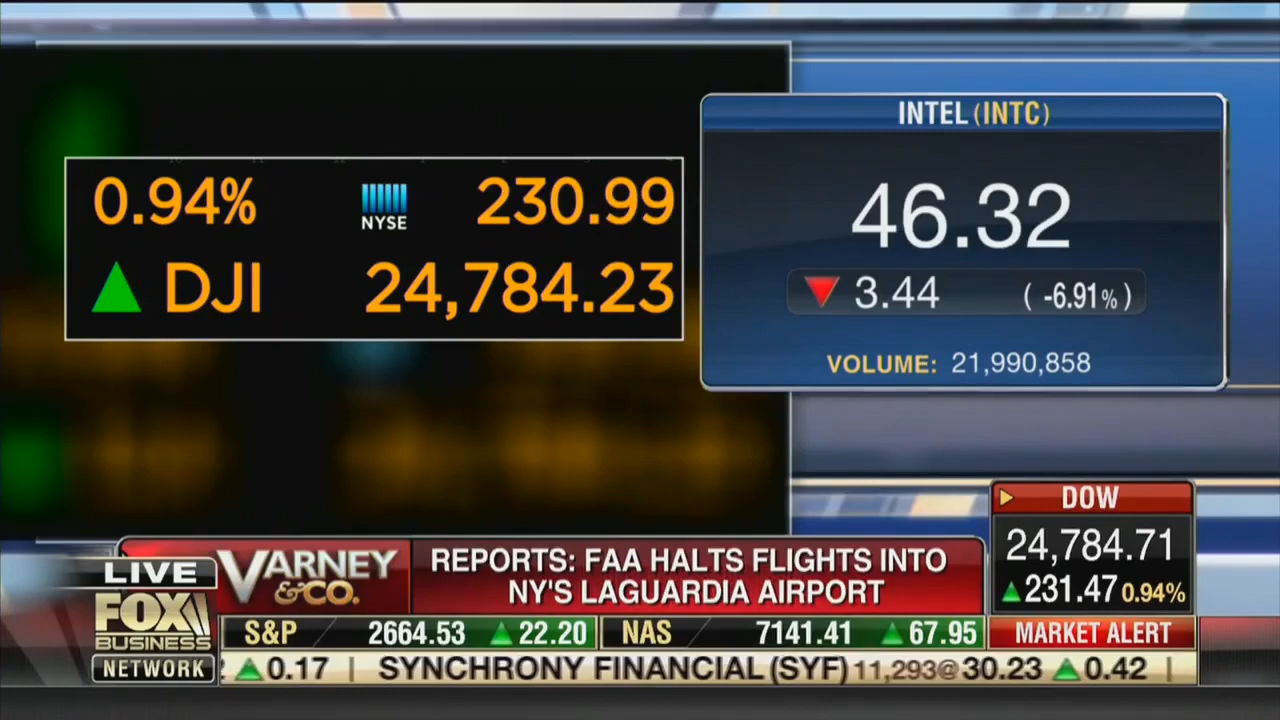 0.94% NYSE 230.99
▲ DJI 24,784.23
INTEL (INTC)
46.32
▼ 3.44 ( -6.91% )
VOLUME: 21,990,858
DOW
24,784.71
▲231.47 0.94%
MARKET ALERT
LIVE
FOX
BUSINESS
NETWORK
VARNEY
&CO.
REPORTS: FAA HALTS FLIGHTS INTO
NY'S LAGUARDIA AIRPORT
S&P 2664.53 ▲22.20 NAS 7141.41 ▲67.95
▲0.17 | SYNCHRONY FINANCIAL (SYF) 11,293@30.23 ▲0.42 |